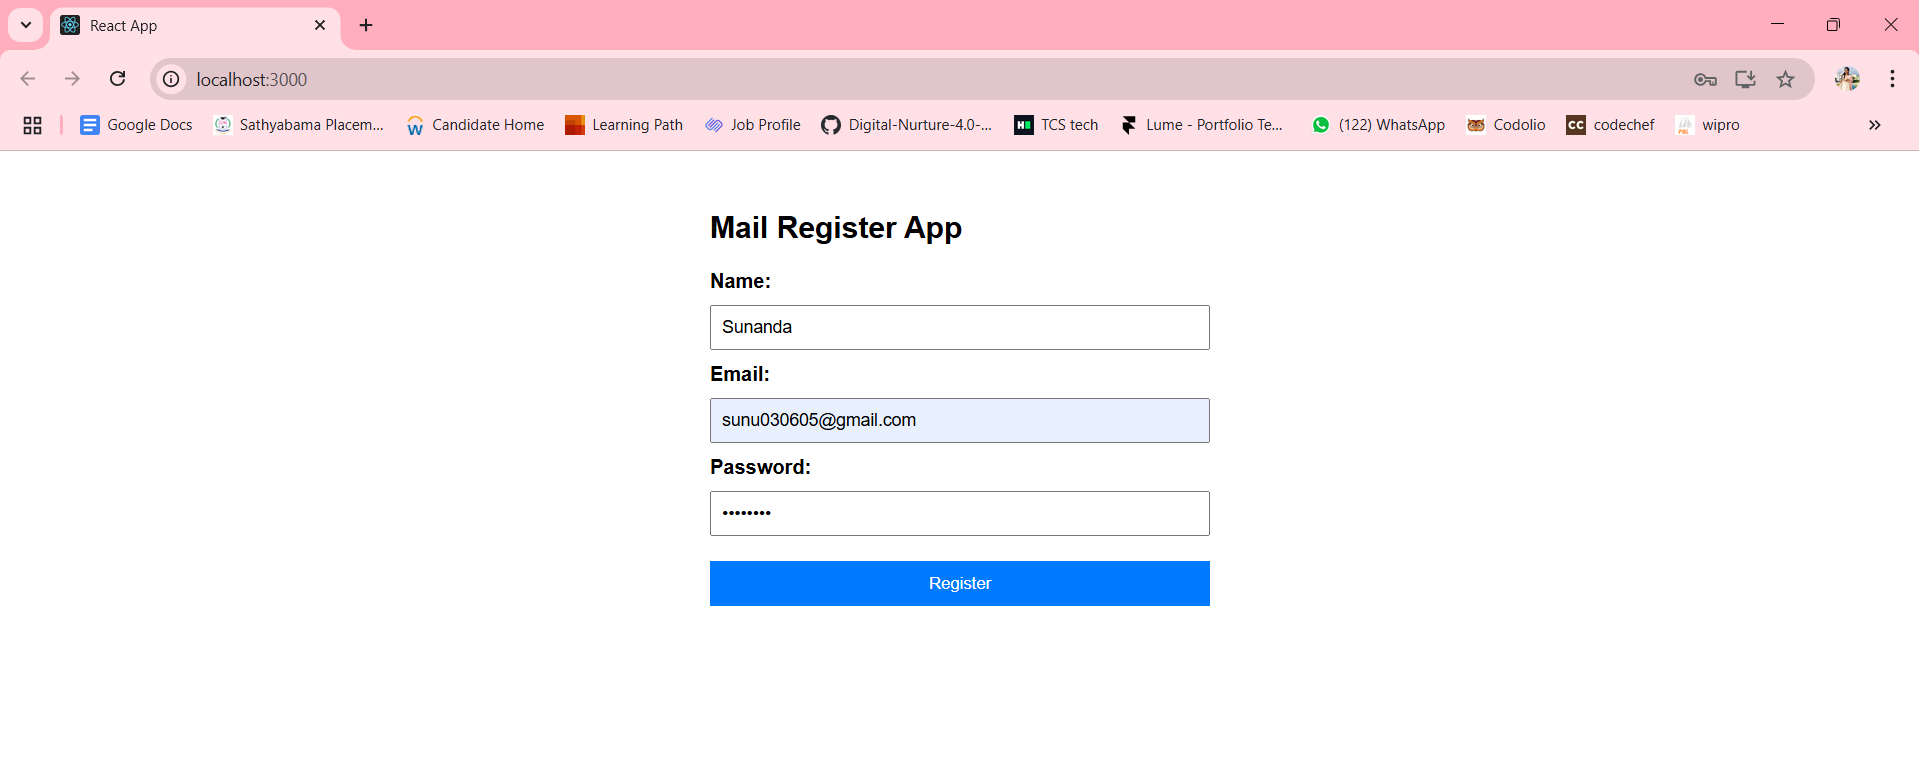 React App
localhost:3000
Google Docs Sathyabama Placem... Candidate Home Learning Path Job Profile Digital-Nurture-4.0-... TCS tech Lume - Portfolio Te... (122) WhatsApp Codolio CC codechef wipro
Mail Register App
Name:
Sunanda
Email:
sunu030605@gmail.com
Password:
••••••••
Register